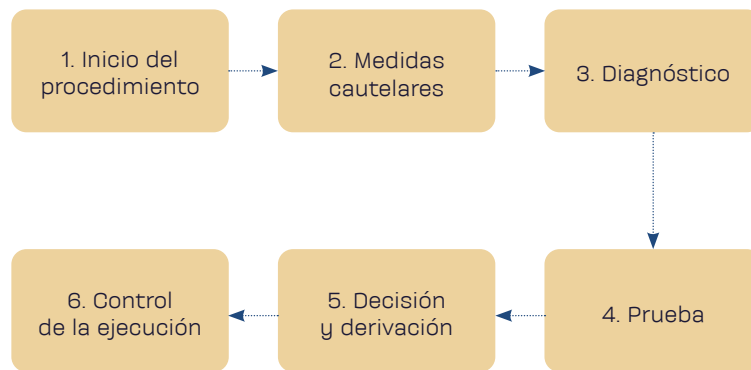 1. Inicio del
procedimiento
2. Medidas
cautelares
3. Diagnóstico
4. Prueba
5. Decisión
y derivación
6. Control
de la ejecución